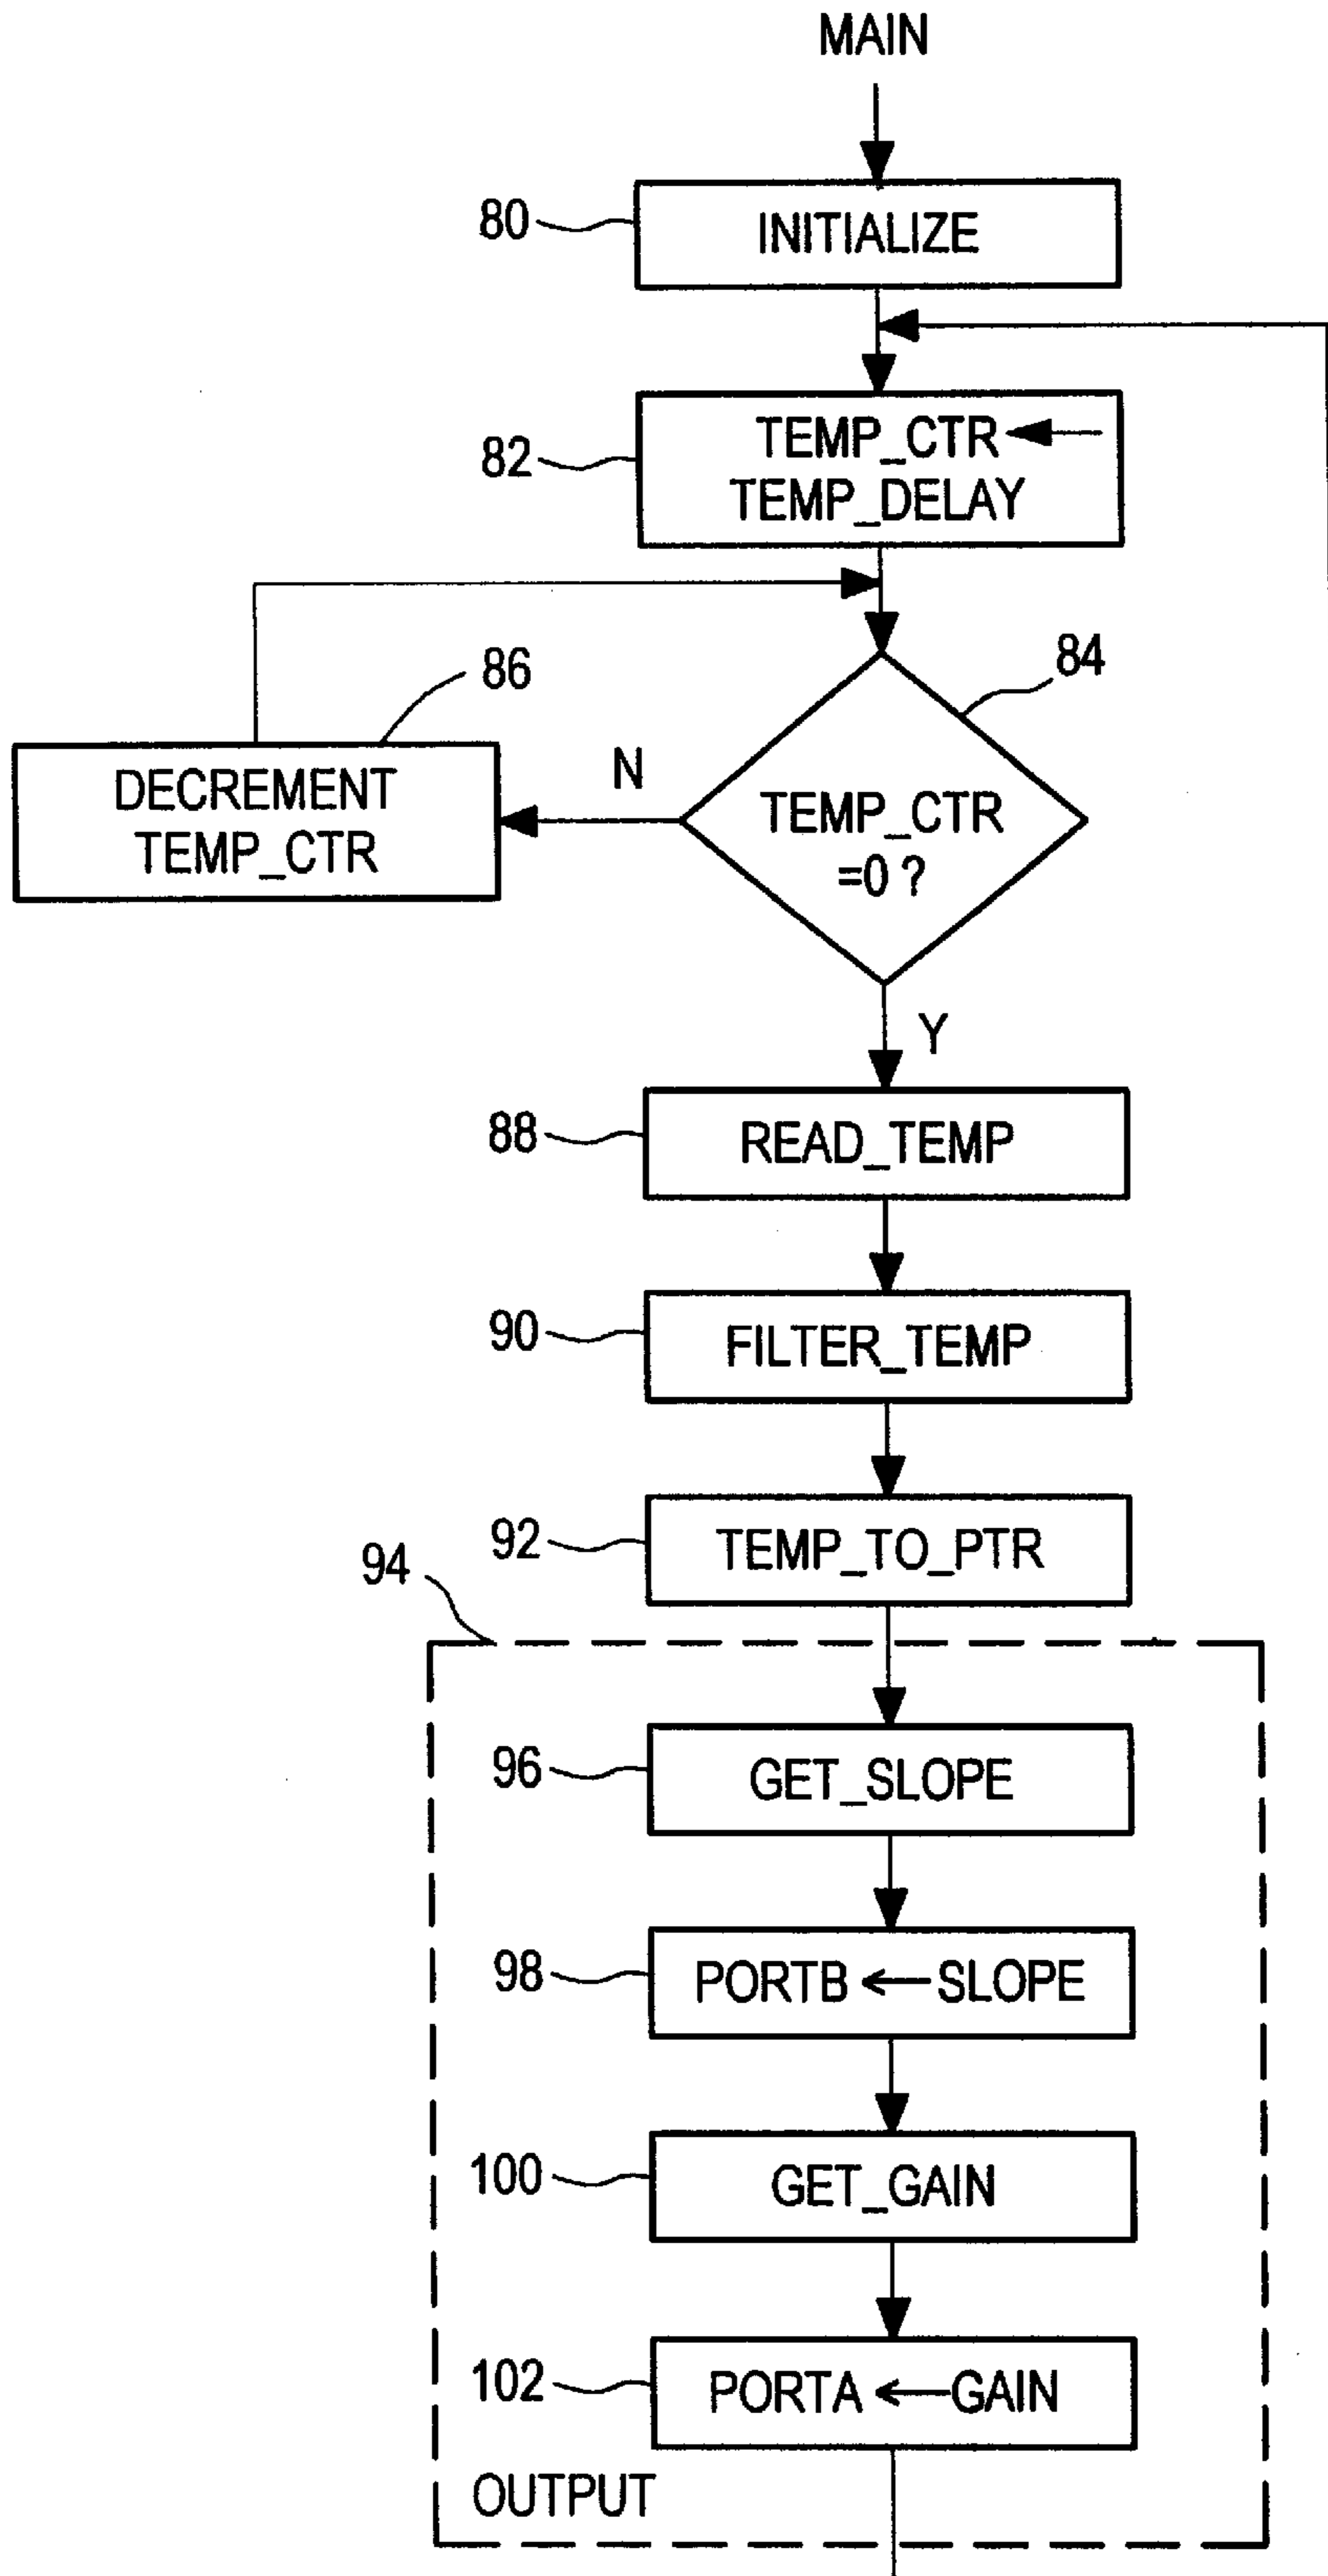 MAIN
80
INITIALIZE
82
TEMP_CTR ←
TEMP_DELAY
84
86
DECREMENT
TEMP_CTR
N
TEMP_CTR
=0 ?
Y
88
READ_TEMP
90
FILTER_TEMP
92
TEMP_TO_PTR
94
96
GET_SLOPE
98
PORTB ← SLOPE
100
GET_GAIN
102
PORTA ← GAIN
OUTPUT